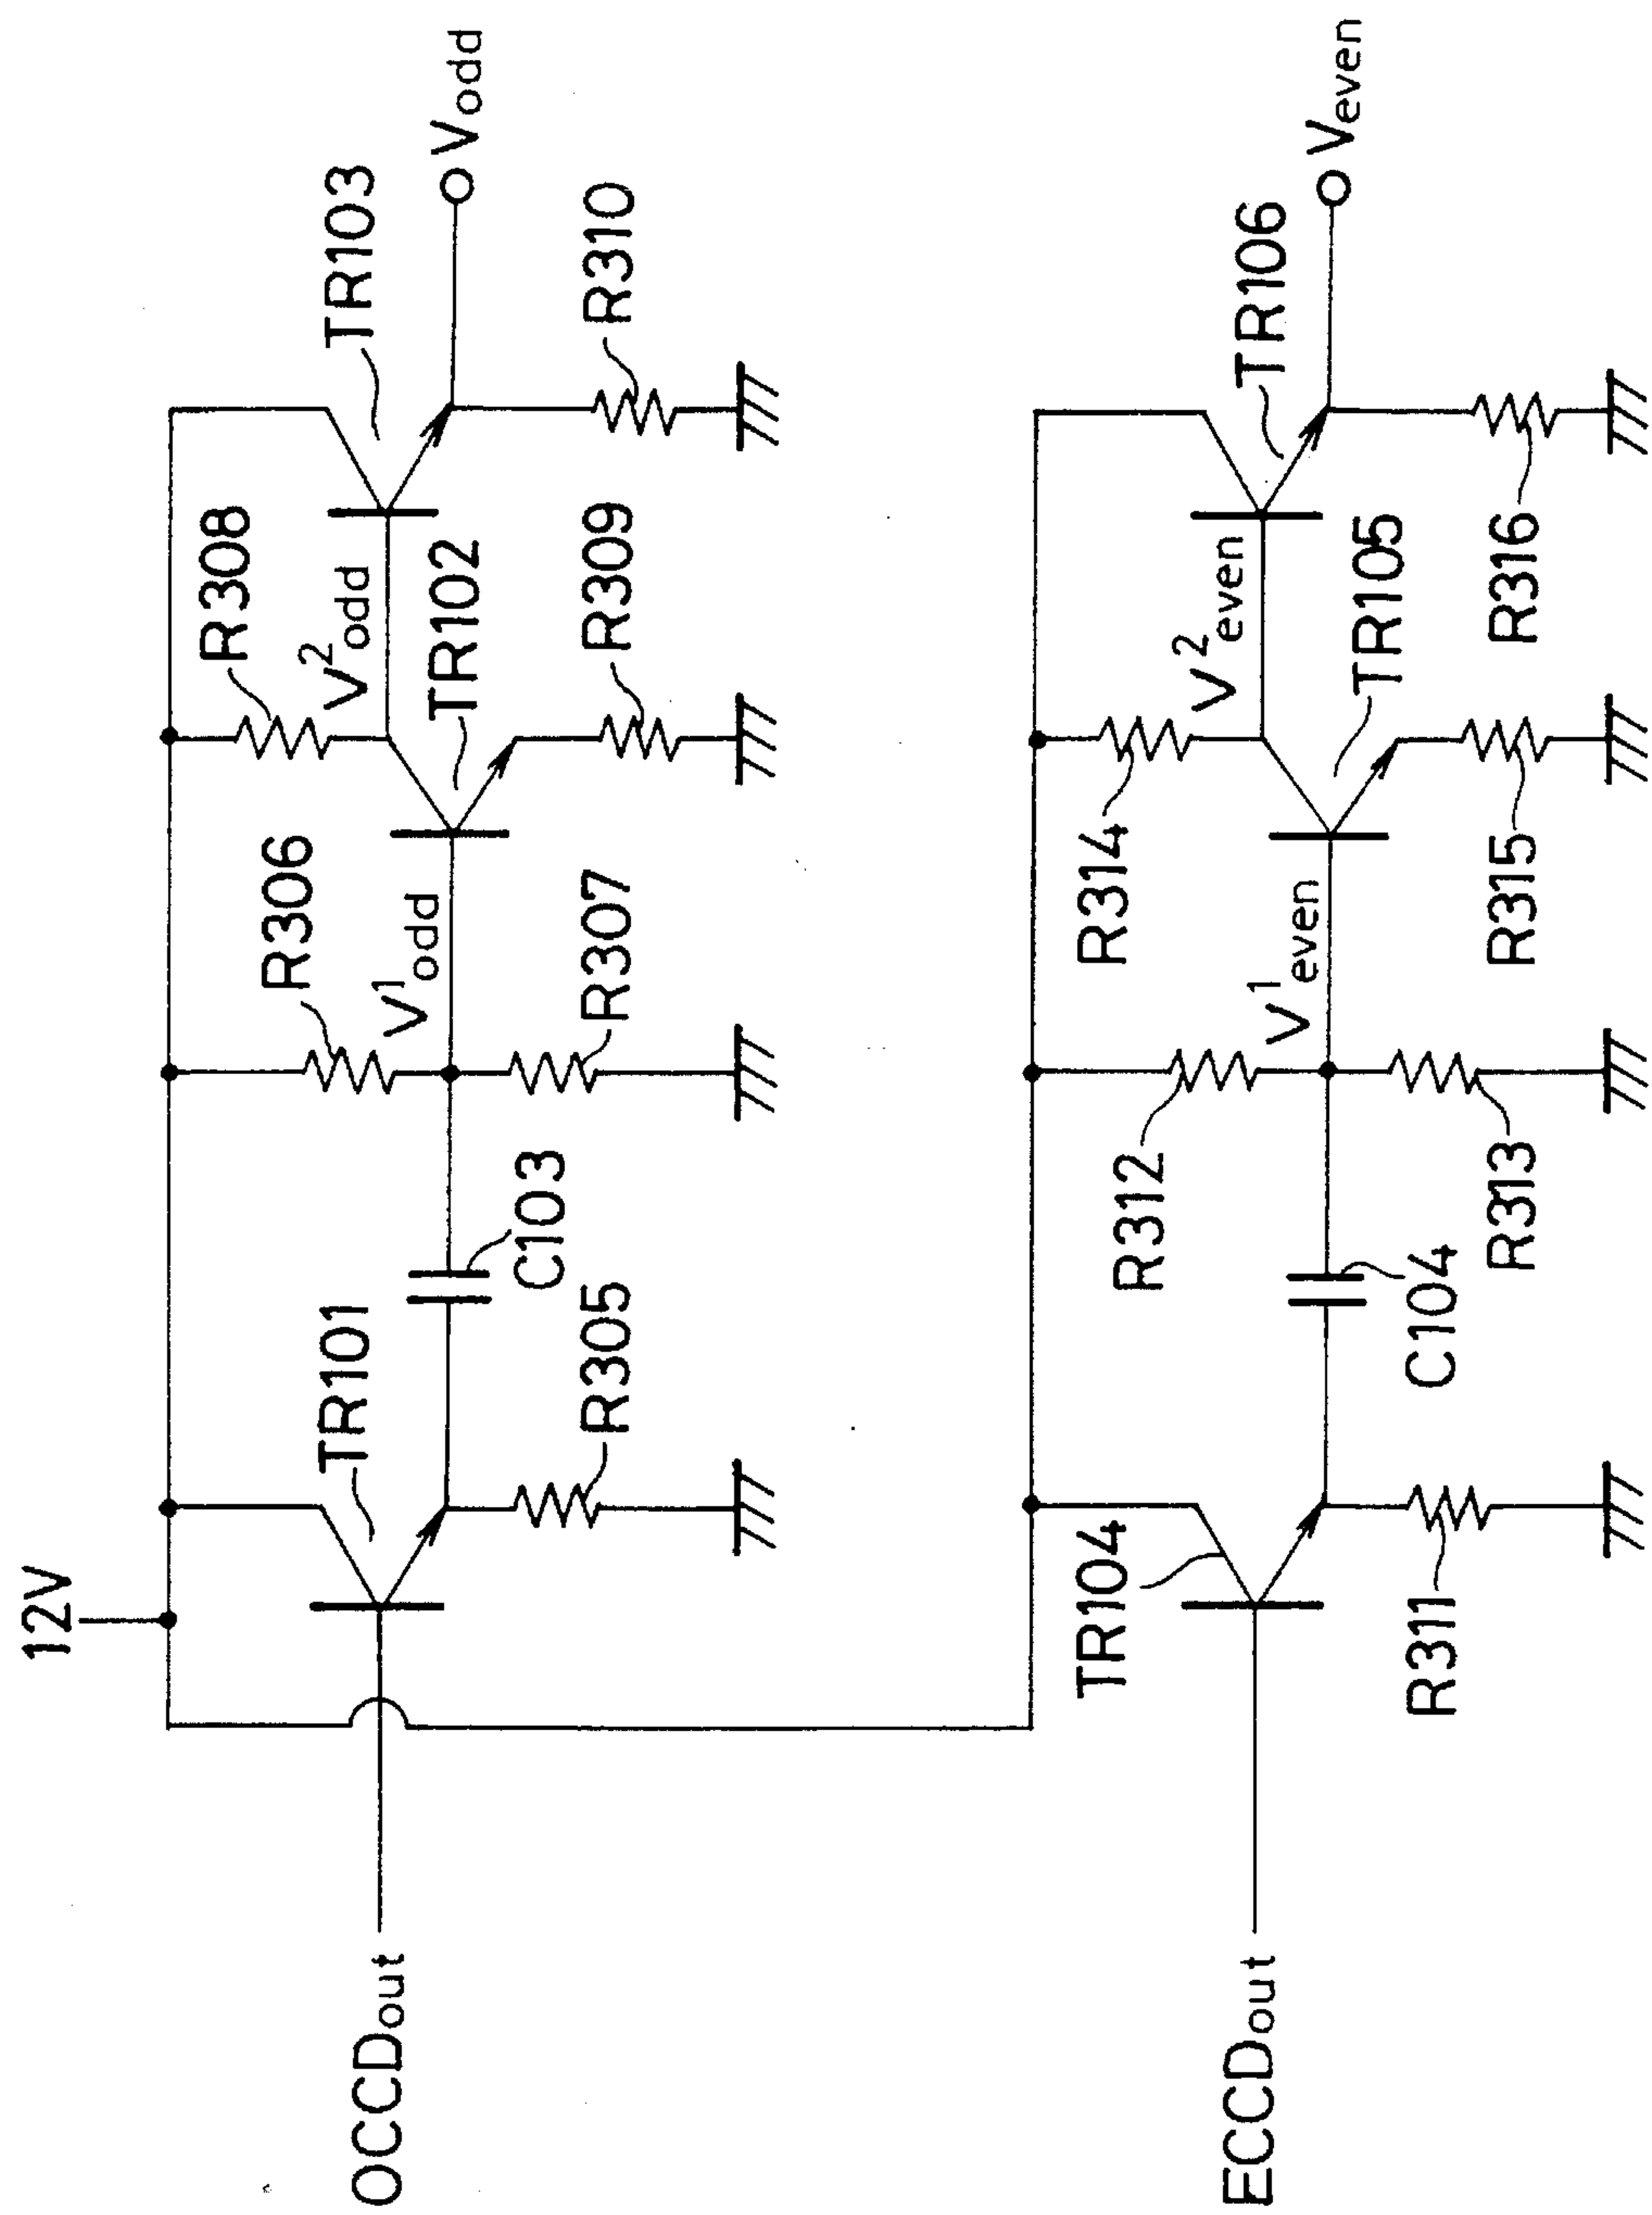 12V
TR101
R305
C103
R306
V¹odd
R307
R308
V²odd
TR102
R309
TR103
R310
Vodd
OCCDout
TR104
R311
C104
R312
R313
V¹even
R314
V²even
TR105
R315
TR106
R316
Veven
ECCDout